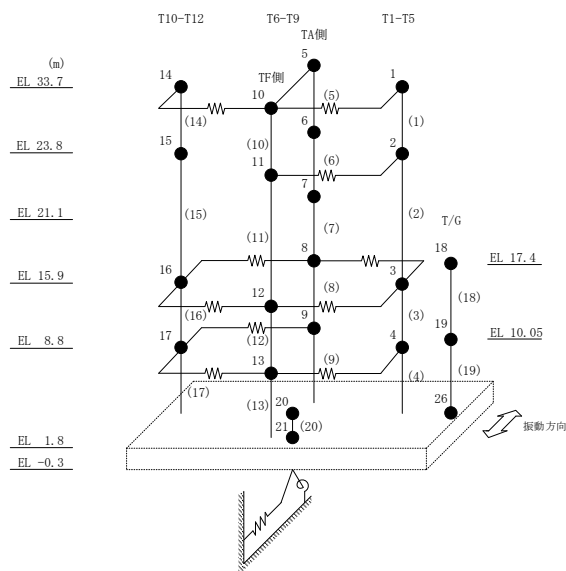 T10-T12 T6-T9 T1-T5
TA側
(m) 5
EL 33.7 14 TF側 1
10 (5)
(14) (1)
6
EL 23.8 15 (10) 2
11 (6)
7
EL 21.1 (15) (7) (2) T/G
(11) 8 18 EL 17.4
EL 15.9 16 3
12 (8) (18)
(16) 9 (3) 19
EL 8.8 17 (12) 4 EL 10.05
13 (9)
(17) (13) (4) (19)
20 26
21 (20) 振動方向
EL 1.8
EL -0.3